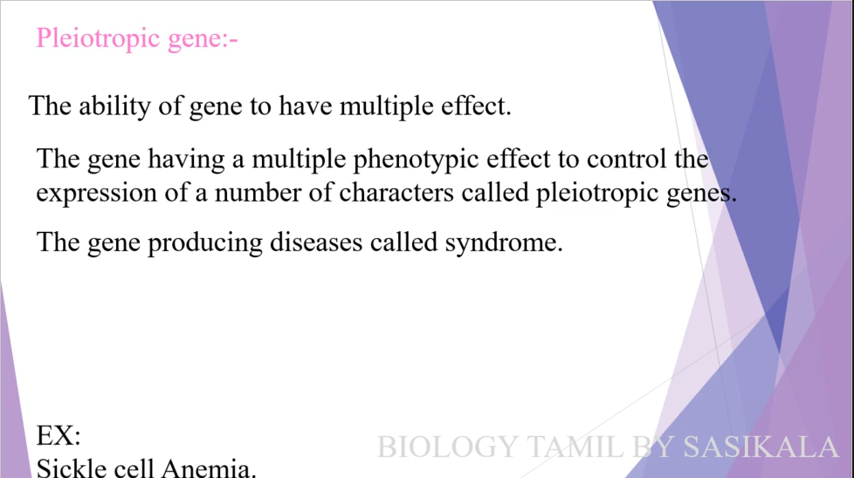 Pleiotropic gene:-
The ability of gene to have multiple effect.
The gene having a multiple phenotypic effect to control the
expression of a number of characters called pleiotropic genes.
The gene producing diseases called syndrome.
EX:
Sickle cell Anemia.
BIOLOGY TAMIL BY SASIKALA